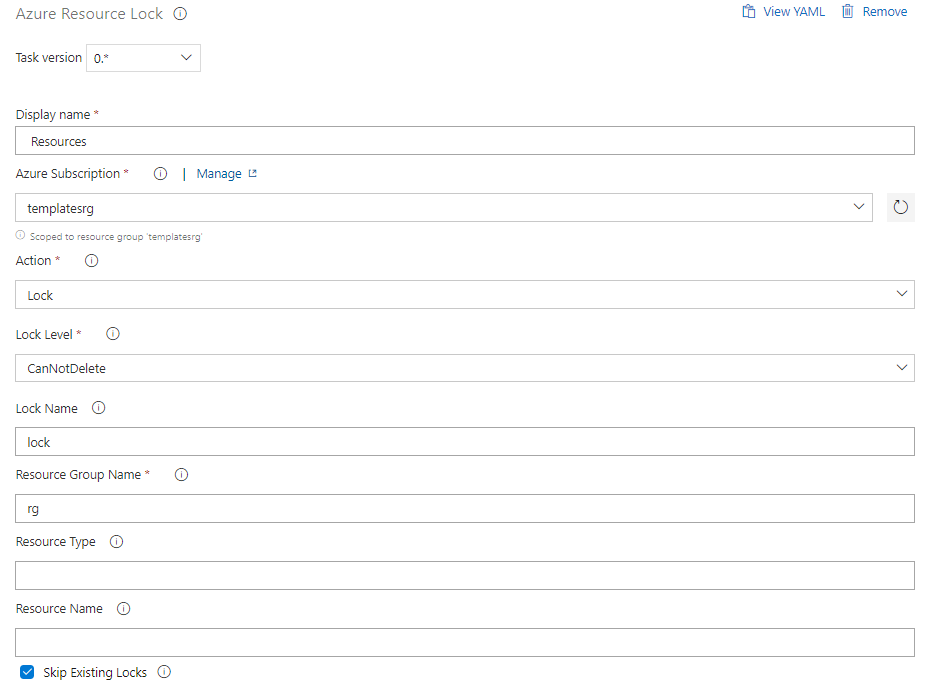 Azure Resource Lock
View YAML
Remove
Task version 0.*
Display name *
Resources
Azure Subscription * | Manage
templatesrg
Scoped to resource group 'templatesrg'
Action *
Lock
Lock Level *
CanNotDelete
Lock Name
lock
Resource Group Name *
rg
Resource Type
Resource Name
Skip Existing Locks